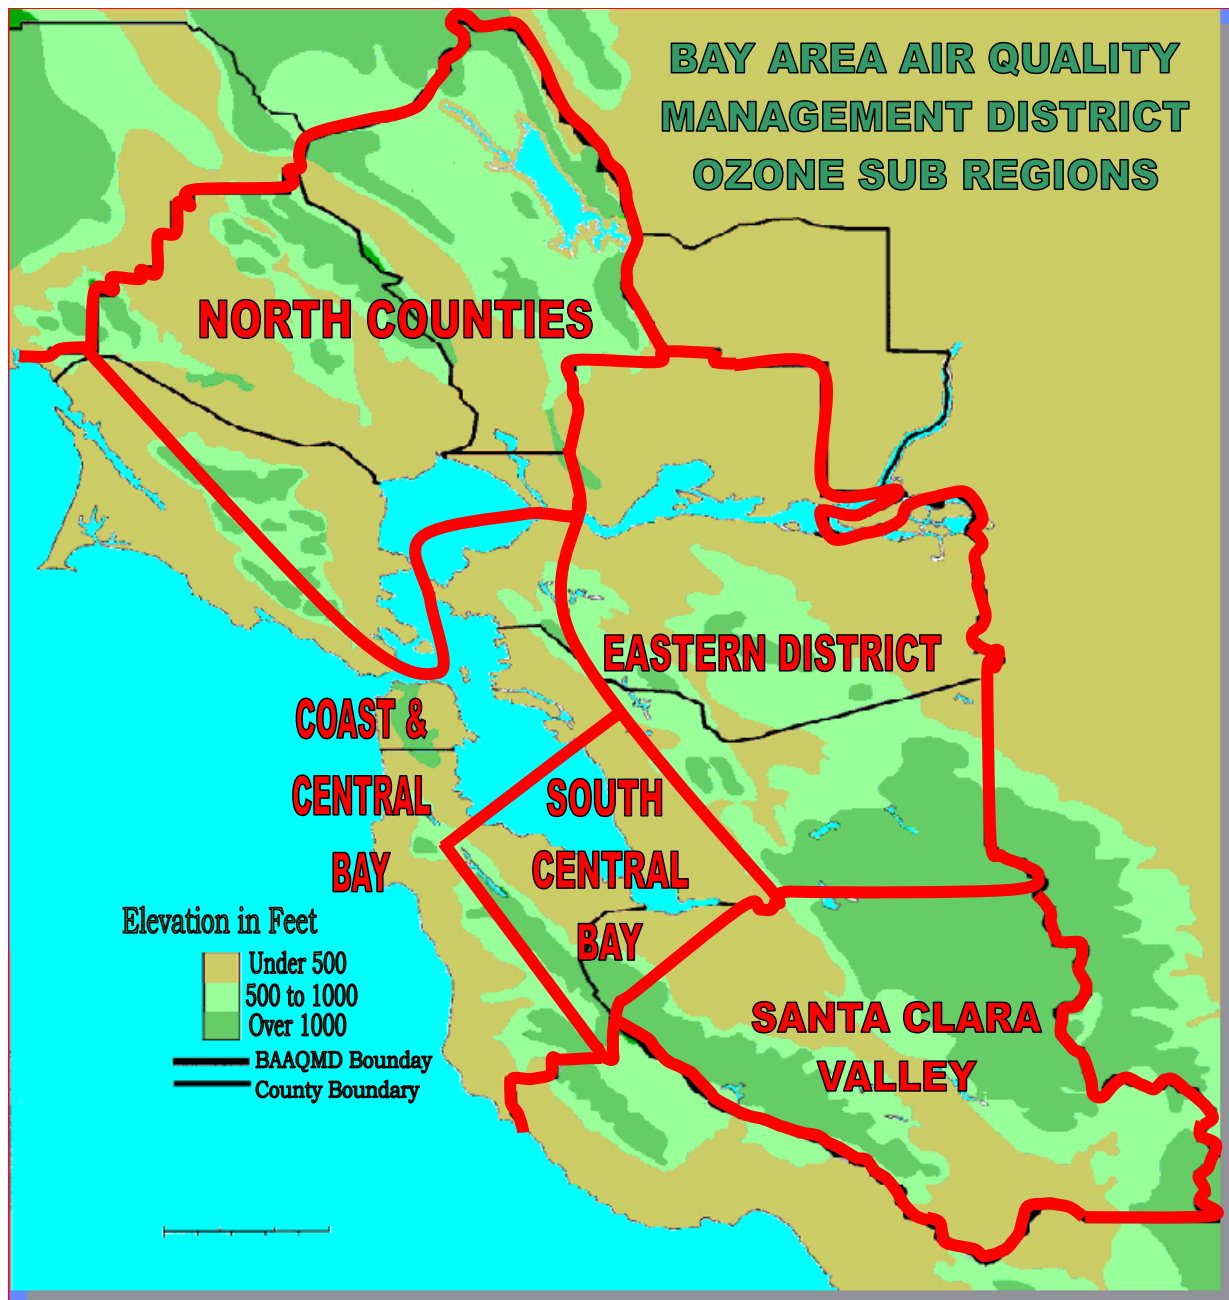 BAY AREA AIR QUALITY
MANAGEMENT DISTRICT
OZONE SUB REGIONS
NORTH COUNTIES
EASTERN DISTRICT
COAST &
CENTRAL
BAY
SOUTH
CENTRAL
BAY
Elevation in Feet
Under 500
500 to 1000
Over 1000
BAAQMD Bounday
County Boundary
SANTA CLARA
VALLEY